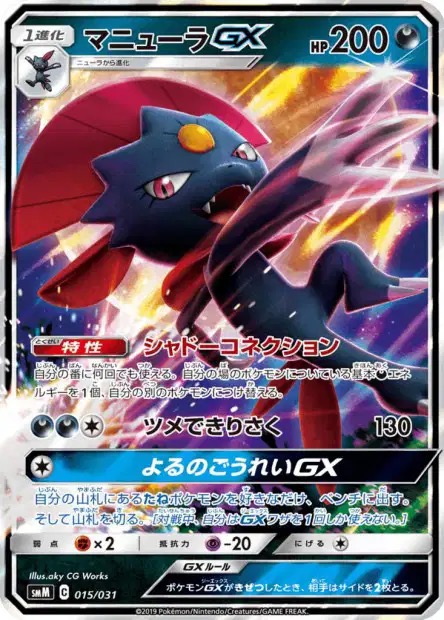 1進化 マニューラGX HP200
ニューラから進化
とくせい
特性 シャドーコネクション
自分の番に何回でも使える。自分の場のポケモンについている基本エネ
ルギーを1個、自分の別のポケモンにつけ替える。
ツメできりさく 130
よるのごうれいGX
自分の山札にあるたねポケモンを好きなだけ、ベンチに出す。
そして山札を切る。[対戦中、自分はGXワザを1回しか使えない。]
弱点 ×2 抵抗力 -20 にげる
Illus.aky CG Works
GXルール
ポケモンGXがきぜつしたとき、相手はサイドを2枚とる。
SMM C 015/031
©2019 Pokémon/Nintendo/Creatures/GAME FREAK.